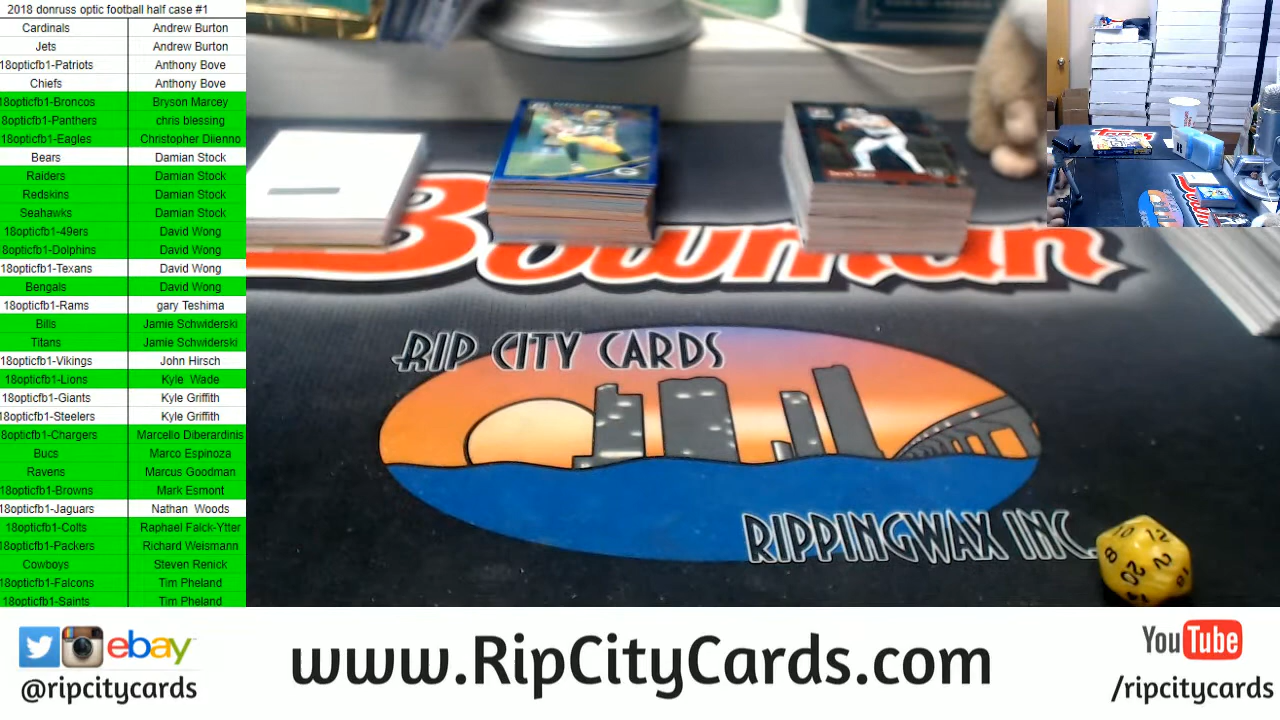 2018 donruss optic football half case #1
Cardinals Andrew Burton
Jets Andrew Burton
18opticfb1-Patriots Anthony Bove
Chiefs Anthony Bove
18opticfb1-Broncos Bryson Marcey
8opticfb1-Panthers chris blessing
18opticfb1-Eagles Christopher DIienno
Bears Damian Stock
Raiders Damian Stock
Redskins Damian Stock
Seahawks Damian Stock
18opticfb1-49ers David Wong
18opticfb1-Dolphins David Wong
18opticfb1-Texans David Wong
Bengals David Wong
18opticfb1-Rams gary Teshima
Bills Jamie Schwiderski
Titans Jamie Schwiderski
18opticfb1-Vikings John Hirsch
18opticfb1-Lions Kyle Wade
18opticfb1-Giants Kyle Griffith
18opticfb1-Steelers Kyle Griffith
8opticfb1-Chargers Marcello Diberardinis
Bucs Marco Espinoza
Ravens Marcus Goodman
18opticfb1-Browns Mark Esmont
18opticfb1-Jaguars Nathan Woods
18opticfb1-Colts Raphael Falck-Ytter
18opticfb1-Packers Richard Weismann
Cowboys Steven Renick
18opticfb1-Falcons Tim Pheland
18opticfb1-Saints Tim Pheland
Bowman
RIP CITY CARDS
RIPPINGWAX INC.
10 12
8 2
20
ebay
@ripcitycards
www.RipCityCards.com
YouTube
/ripcitycards